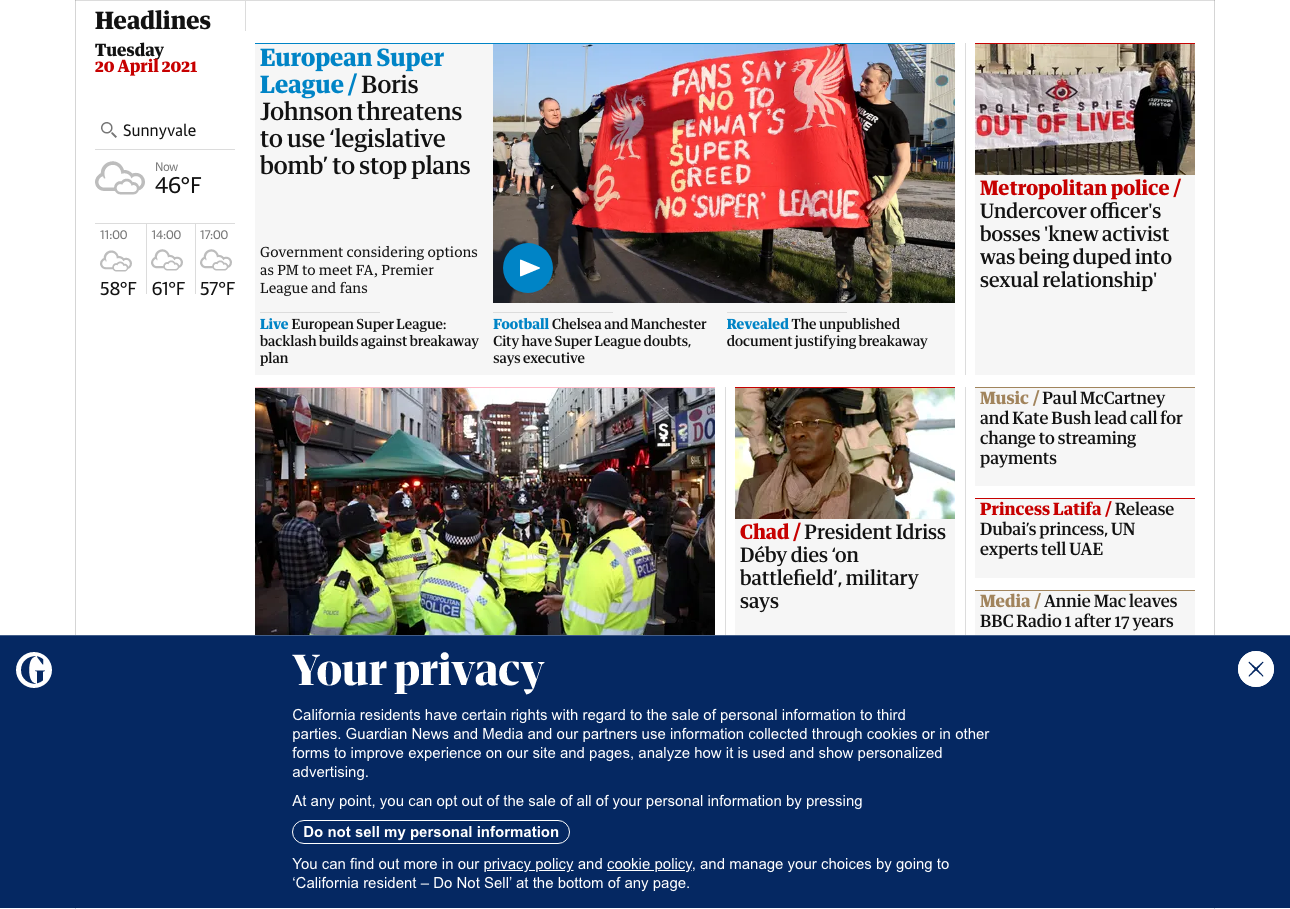 Headlines
Tuesday
20 April 2021
Sunnyvale
Now
46°F
11:00
14:00
17:00
58°F
61°F
57°F
European Super
League / Boris
Johnson threatens
to use ‘legislative
bomb’ to stop plans
Government considering options
as PM to meet FA, Premier
League and fans
FANS SAY
NO TO
FENWAY'S
SUPER
GREED
NO 'SUPER' LEAGUE
Live European Super League:
backlash builds against breakaway
plan
Football Chelsea and Manchester
City have Super League doubts,
says executive
Revealed The unpublished
document justifying breakaway
POLICE SPIES
OUT OF LIVES
Metropolitan police /
Undercover officer's
bosses 'knew activist
was being duped into
sexual relationship'
METROPOLITAN
POLICE
Chad / President Idriss
Déby dies ‘on
battlefield’, military
says
Music / Paul McCartney
and Kate Bush lead call for
change to streaming
payments
Princess Latifa / Release
Dubai’s princess, UN
experts tell UAE
Media / Annie Mac leaves
BBC Radio 1 after 17 years
Your privacy
California residents have certain rights with regard to the sale of personal information to third
parties. Guardian News and Media and our partners use information collected through cookies or in other
forms to improve experience on our site and pages, analyze how it is used and show personalized
advertising.
At any point, you can opt out of the sale of all of your personal information by pressing
Do not sell my personal information
You can find out more in our privacy policy and cookie policy, and manage your choices by going to
‘California resident – Do Not Sell’ at the bottom of any page.